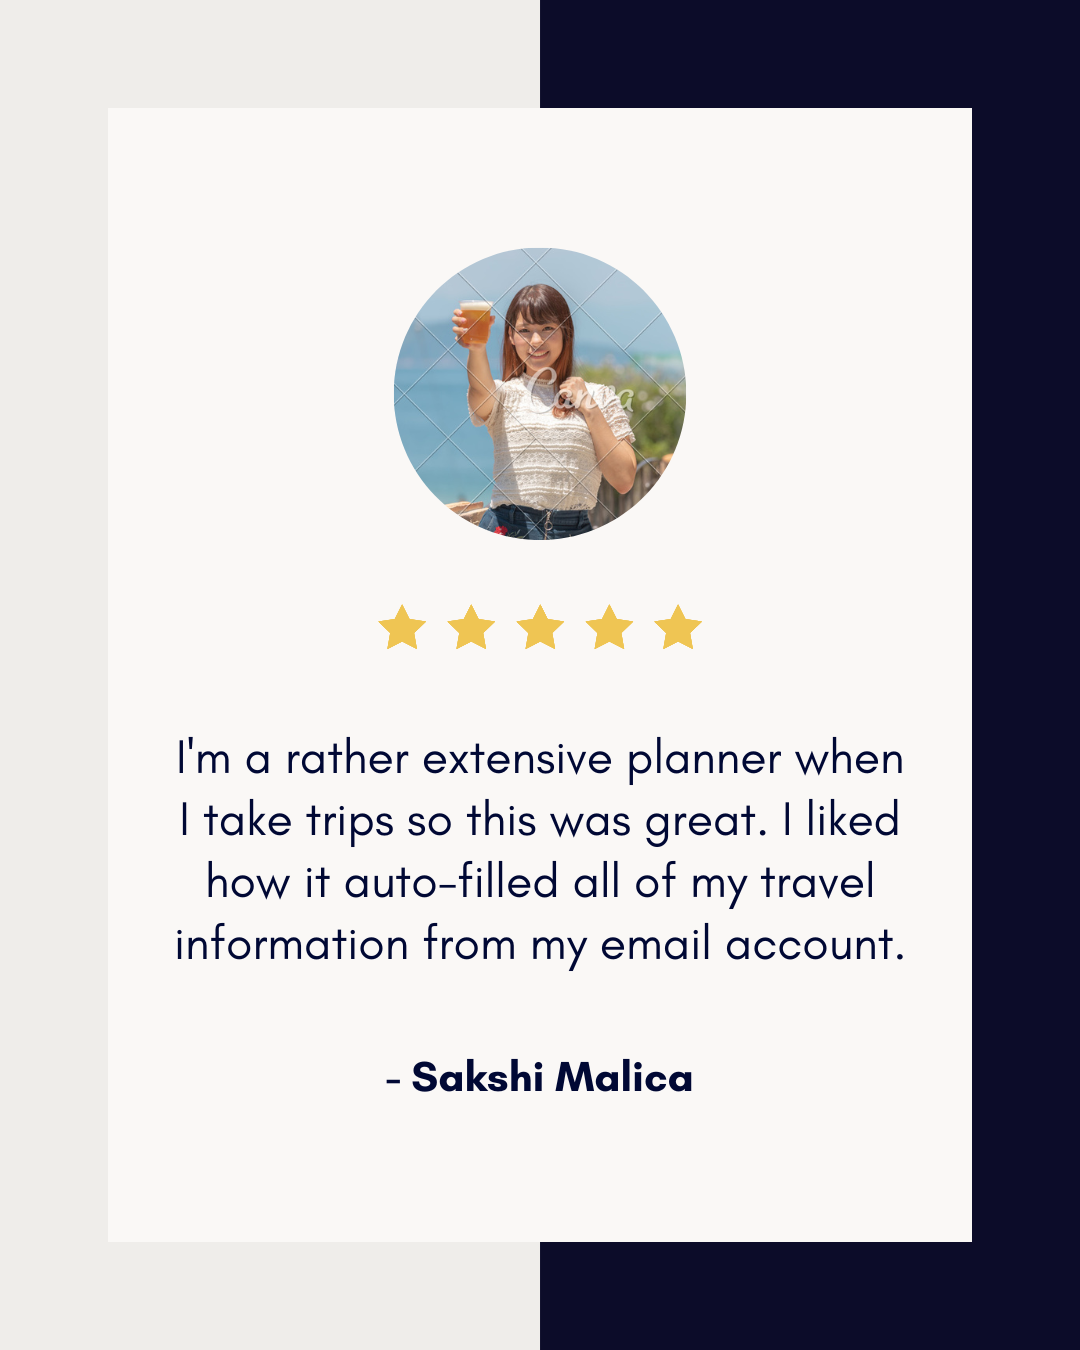 Canva
I'm a rather extensive planner when
I take trips so this was great. I liked
how it auto-filled all of my travel
information from my email account.
- Sakshi Malica